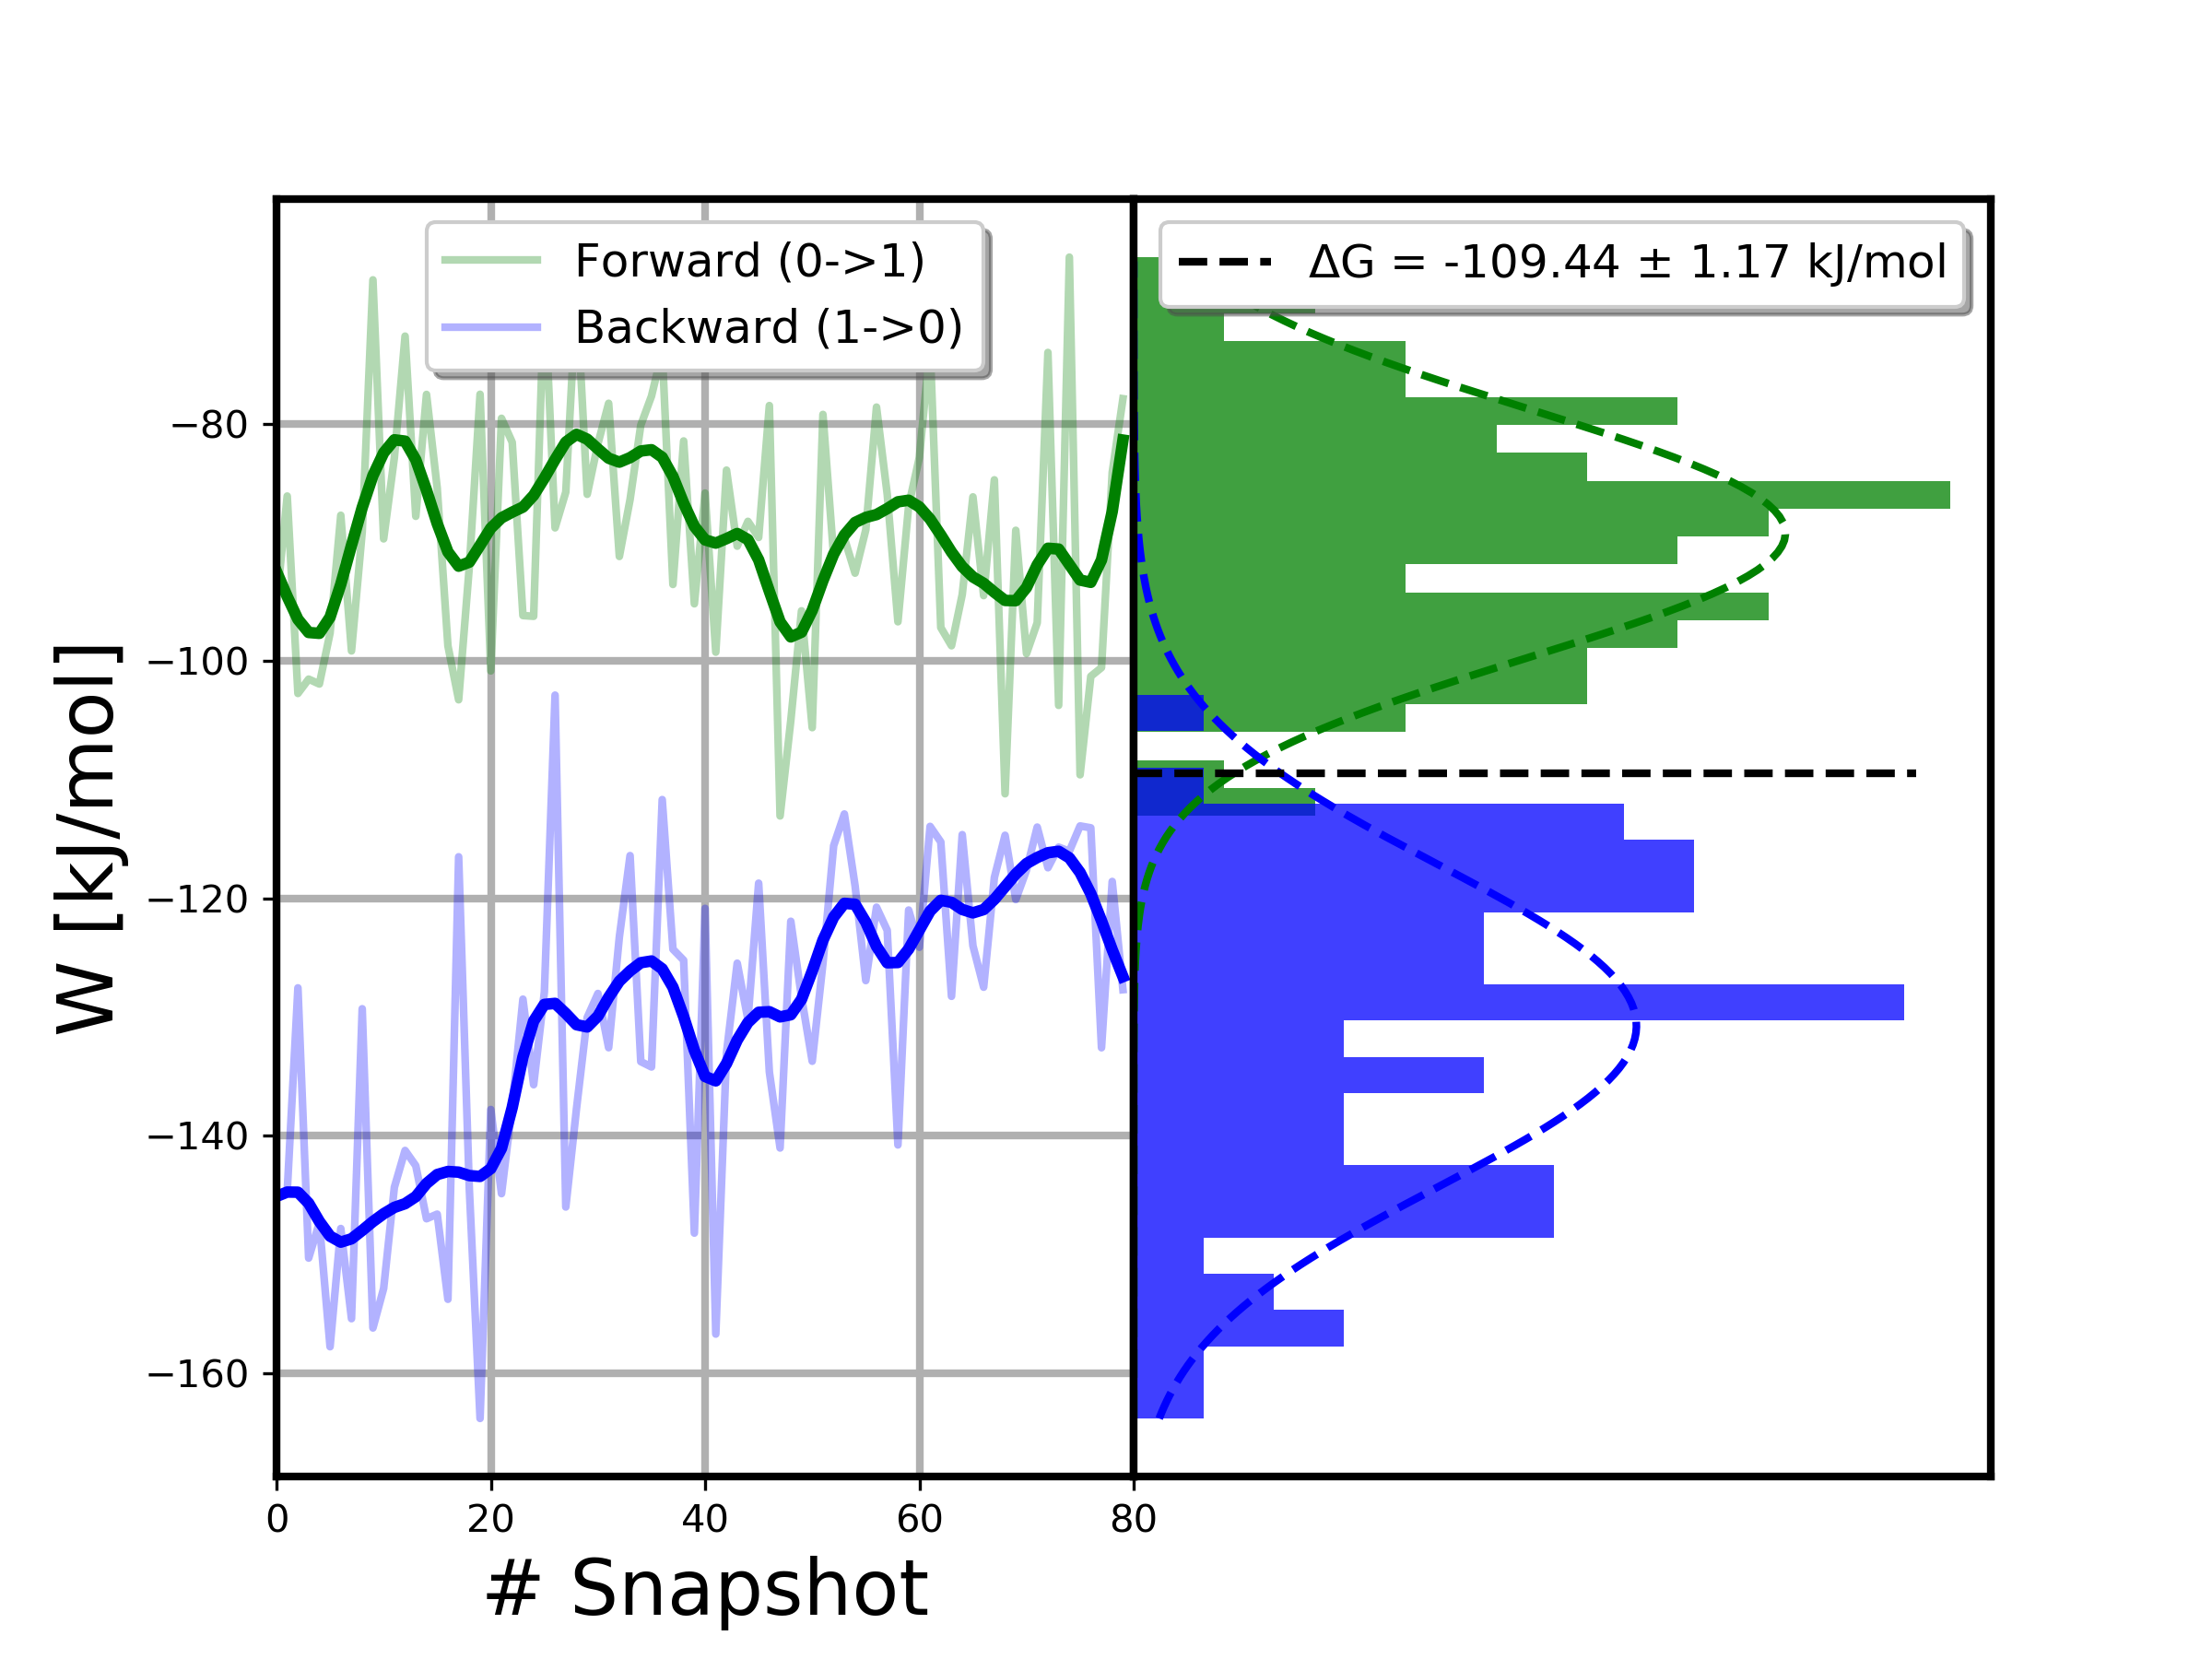 Forward (0->1)
Backward (1->0)
ΔG = -109.44 ± 1.17 kJ/mol
W [kJ/mol]
−80
−100
−120
−140
−160
0 20 40 60 80
# Snapshot